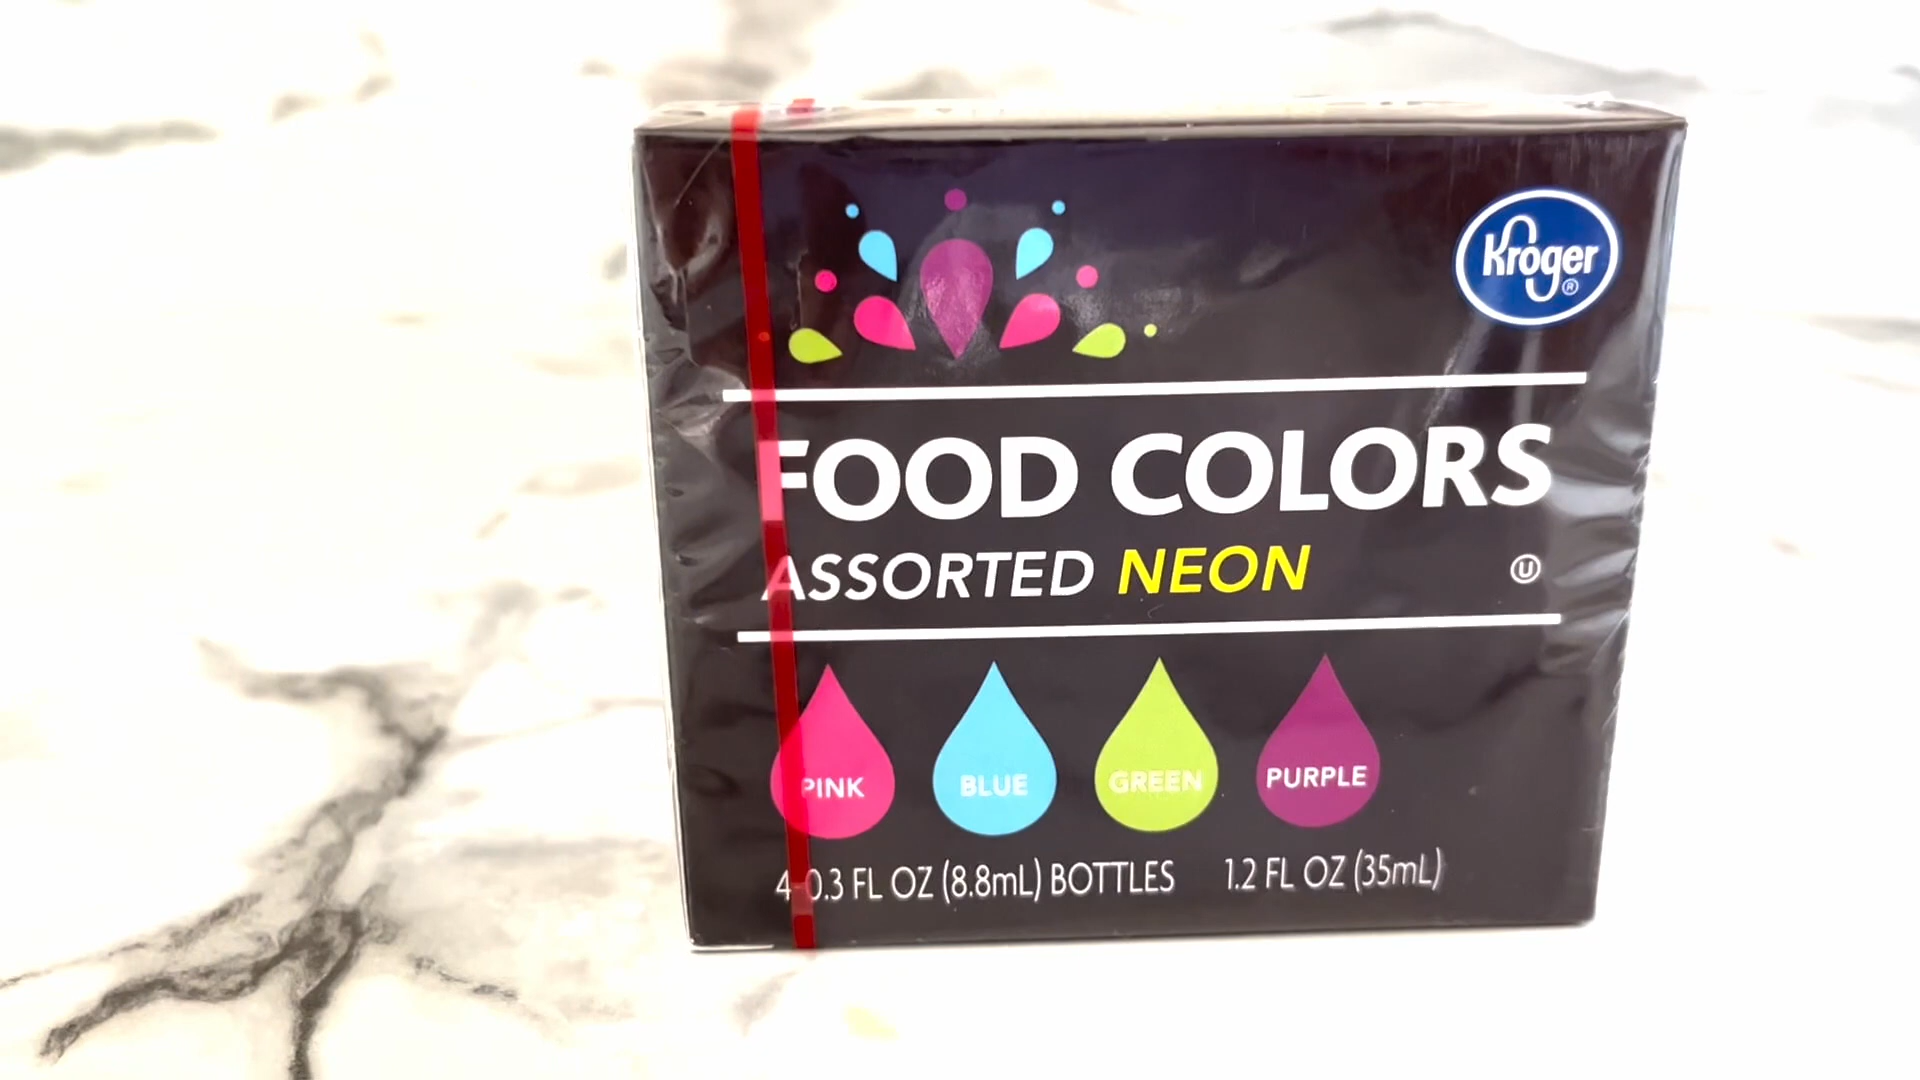 Kroger®
FOOD COLORS
ASSORTED NEON
Ⓤ
PINK BLUE GREEN PURPLE
4-0.3 FL OZ (8.8mL) BOTTLES 1.2 FL OZ (35mL)